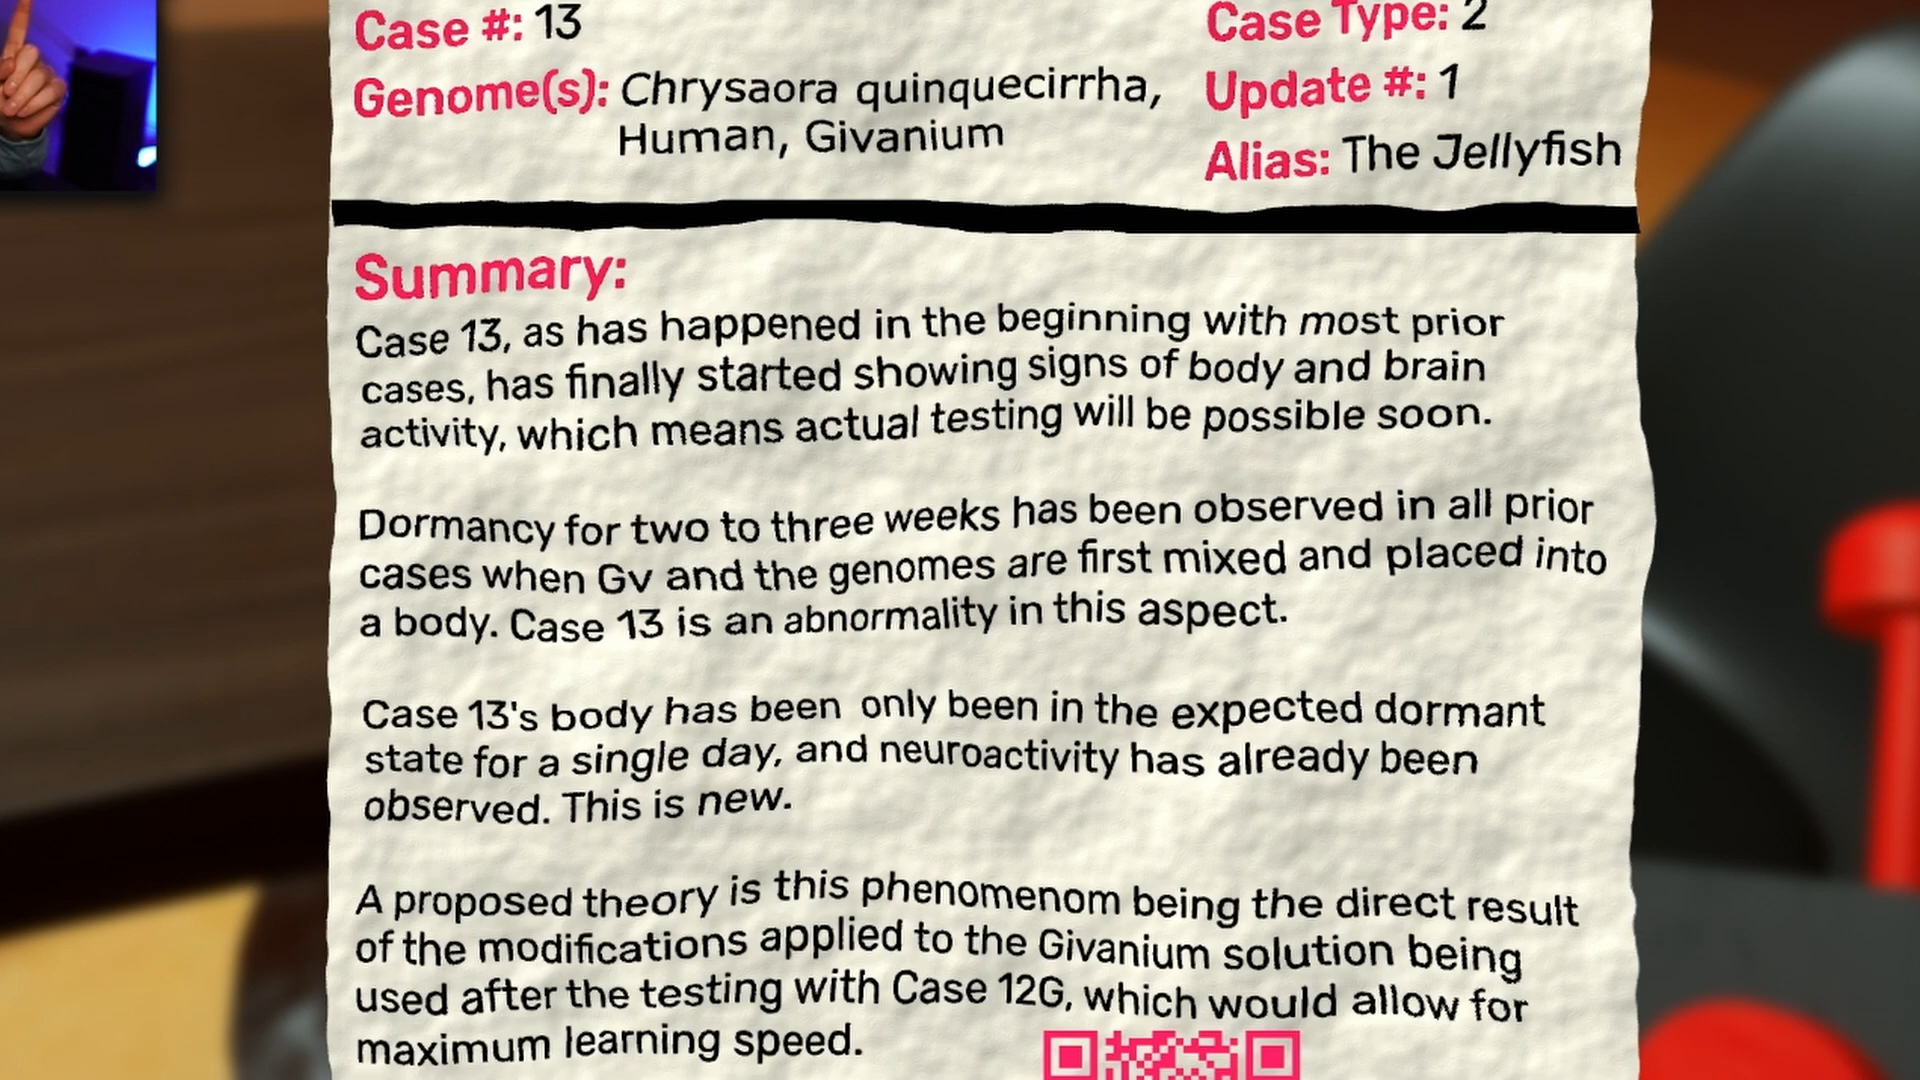 Case #: 13
Case Type: 2
Genome(s): Chrysaora quinquecirrha,
Human, Givanium
Update #: 1
Alias: The Jellyfish
Summary:
Case 13, as has happened in the beginning with most prior
cases, has finally started showing signs of body and brain
activity, which means actual testing will be possible soon.
Dormancy for two to three weeks has been observed in all prior
cases when Gv and the genomes are first mixed and placed into
a body. Case 13 is an abnormality in this aspect.
Case 13's body has been only been in the expected dormant
state for a single day, and neuroactivity has already been
observed. This is new.
A proposed theory is this phenomenom being the direct result
of the modifications applied to the Givanium solution being
used after the testing with Case 12G, which would allow for
maximum learning speed.